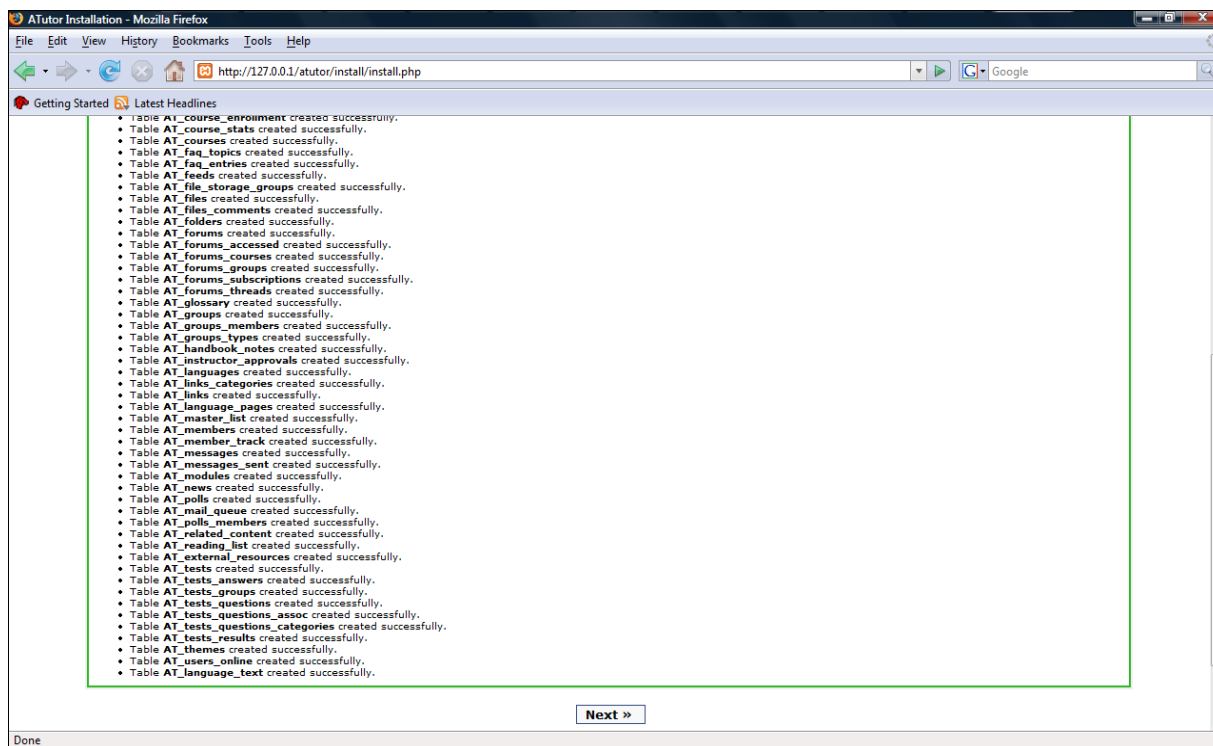 ATutor Installation - Mozilla Firefox
File Edit View History Bookmarks Tools Help
http://127.0.0.1/atutor/install/install.php
G Google
Getting Started Latest Headlines
Table AT_course_enrollment created successfully.
Table AT_course_stats created successfully.
Table AT_courses created successfully.
Table AT_faq_topics created successfully.
Table AT_faq_entries created successfully.
Table AT_feeds created successfully.
Table AT_file_storage_groups created successfully.
Table AT_files created successfully.
Table AT_files_comments created successfully.
Table AT_folders created successfully.
Table AT_forums created successfully.
Table AT_forums_accessed created successfully.
Table AT_forums_courses created successfully.
Table AT_forums_groups created successfully.
Table AT_forums_subscriptions created successfully.
Table AT_forums_threads created successfully.
Table AT_glossary created successfully.
Table AT_groups created successfully.
Table AT_groups_members created successfully.
Table AT_groups_types created successfully.
Table AT_handbook_notes created successfully.
Table AT_instructor_approvals created successfully.
Table AT_languages created successfully.
Table AT_links_categories created successfully.
Table AT_links created successfully.
Table AT_language_pages created successfully.
Table AT_master_list created successfully.
Table AT_members created successfully.
Table AT_member_track created successfully.
Table AT_messages created successfully.
Table AT_messages_sent created successfully.
Table AT_modules created successfully.
Table AT_news created successfully.
Table AT_polls created successfully.
Table AT_mail_queue created successfully.
Table AT_polls_members created successfully.
Table AT_related_content created successfully.
Table AT_reading_list created successfully.
Table AT_external_resources created successfully.
Table AT_tests created successfully.
Table AT_tests_answers created successfully.
Table AT_tests_groups created successfully.
Table AT_tests_questions created successfully.
Table AT_tests_questions_assoc created successfully.
Table AT_tests_questions_categories created successfully.
Table AT_tests_results created successfully.
Table AT_themes created successfully.
Table AT_users_online created successfully.
Table AT_language_text created successfully.
Next »
Done